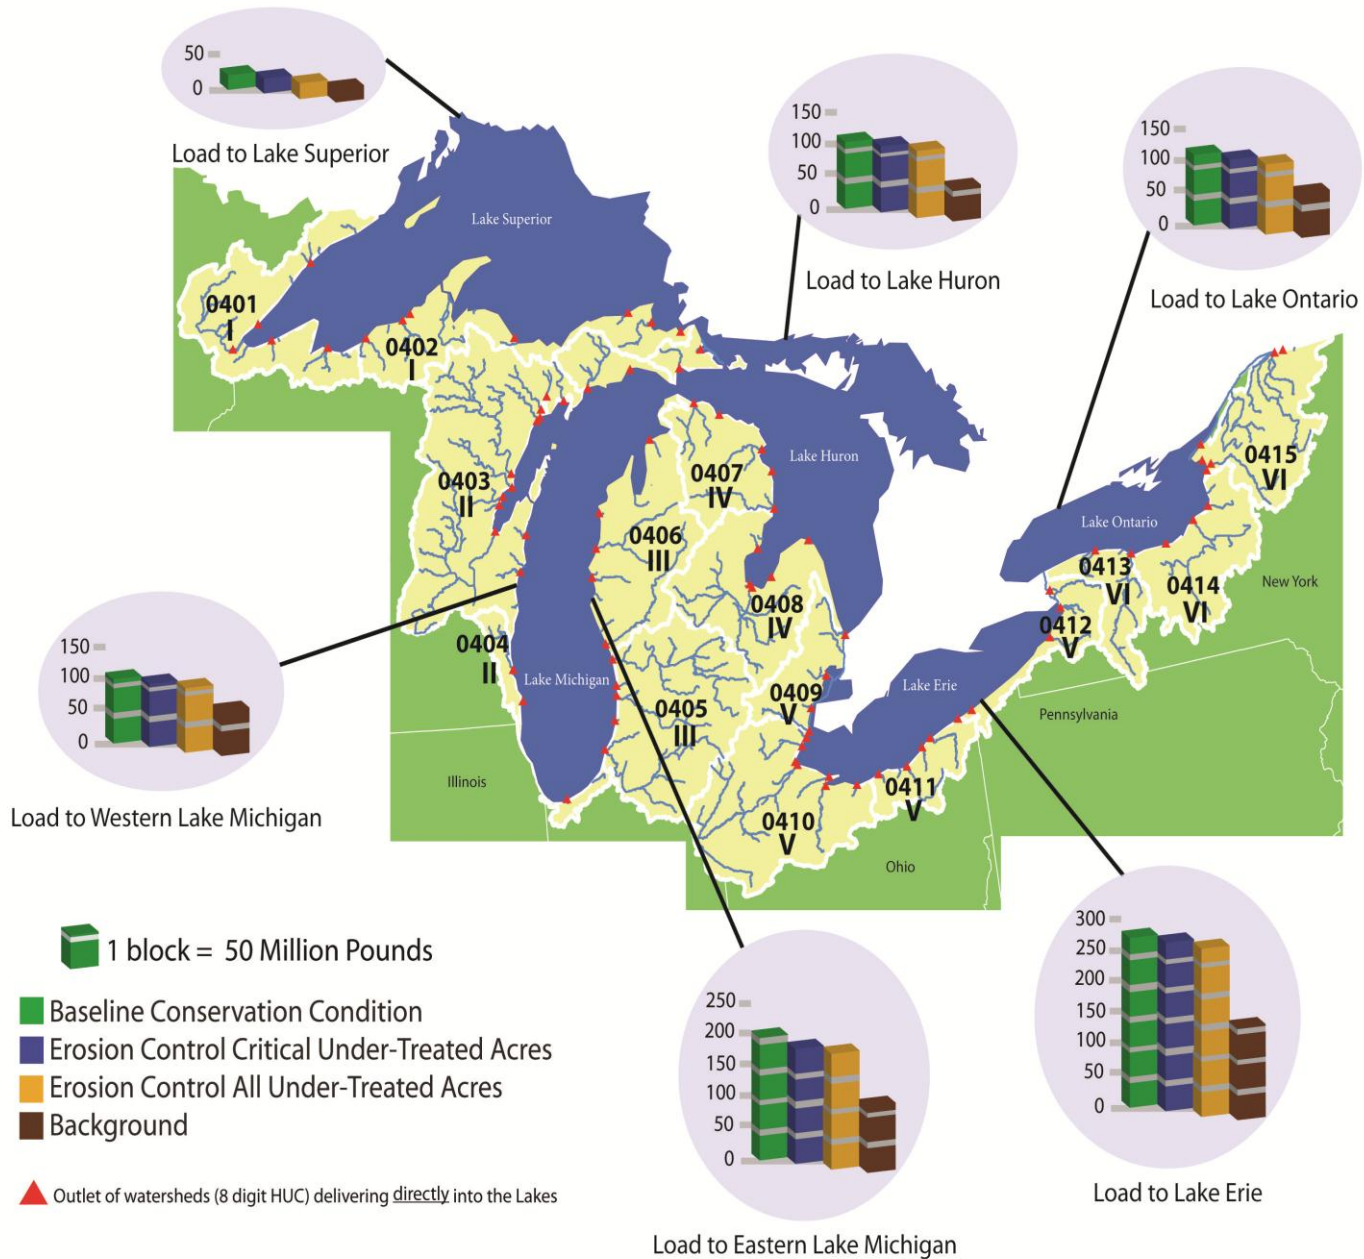 50
0
Load to Lake Superior
150
100
50
0
Load to Lake Huron
150
100
50
0
Load to Lake Ontario
Lake Superior
0401
I
0402
I
0403
II
0404
II
Lake Michigan
0405
III
0406
III
0407
IV
Lake Huron
0408
IV
0409
V
0410
V
0411
V
Lake Erie
0412
V
0413
VI
0414
VI
0415
VI
Lake Ontario
New York
Pennsylvania
Ohio
Illinois
150
100
50
0
Load to Western Lake Michigan
1 block = 50 Million Pounds
Baseline Conservation Condition
Erosion Control Critical Under-Treated Acres
Erosion Control All Under-Treated Acres
Background
Outlet of watersheds (8 digit HUC) delivering directly into the Lakes
250
200
150
100
50
0
Load to Eastern Lake Michigan
300
250
200
150
100
50
0
Load to Lake Erie